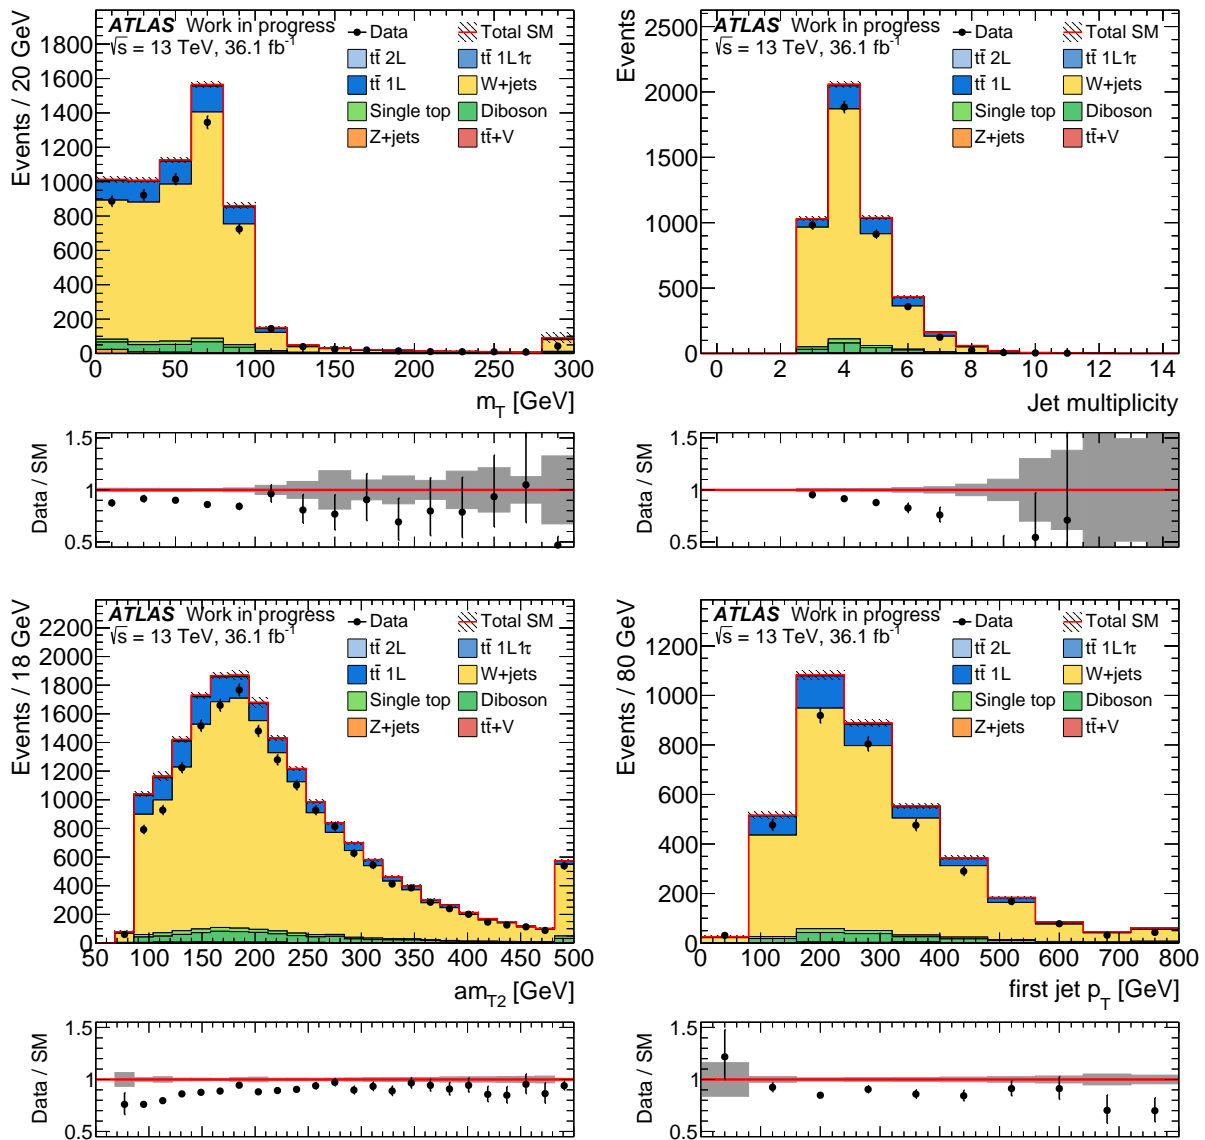 ATLAS Work in progress
√s = 13 TeV, 36.1 fb⁻¹
Data
Total SM
tt̄ 2L
tt̄ 1L1τ
tt̄ 1L
W+jets
Single top
Diboson
Z+jets
tt̄+V
Events / 20 GeV
1800
1600
1400
1200
1000
800
600
400
200
0
0 50 100 150 200 250 300
m_T [GeV]
Data / SM
1.5
1
0.5
ATLAS Work in progress
√s = 13 TeV, 36.1 fb⁻¹
Data
Total SM
tt̄ 2L
tt̄ 1L1τ
tt̄ 1L
W+jets
Single top
Diboson
Z+jets
tt̄+V
Events
2500
2000
1500
1000
500
0
0 2 4 6 8 10 12 14
Jet multiplicity
Data / SM
1.5
1
0.5
ATLAS Work in progress
√s = 13 TeV, 36.1 fb⁻¹
Data
Total SM
tt̄ 2L
tt̄ 1L1τ
tt̄ 1L
W+jets
Single top
Diboson
Z+jets
tt̄+V
Events / 18 GeV
2200
2000
1800
1600
1400
1200
1000
800
600
400
200
0
50 100 150 200 250 300 350 400 450 500
am_T2 [GeV]
Data / SM
1.5
1
0.5
ATLAS Work in progress
√s = 13 TeV, 36.1 fb⁻¹
Data
Total SM
tt̄ 2L
tt̄ 1L1τ
tt̄ 1L
W+jets
Single top
Diboson
Z+jets
tt̄+V
Events / 80 GeV
1200
1000
800
600
400
200
0
0 100 200 300 400 500 600 700 800
first jet p_T [GeV]
Data / SM
1.5
1
0.5